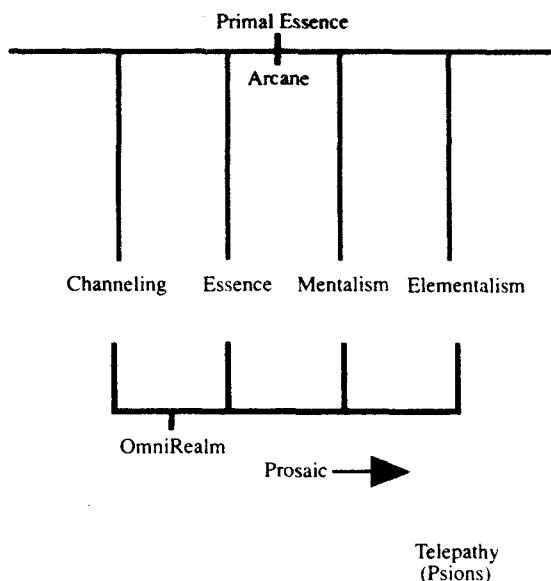 Primal Essence
Arcane
Channeling Essence Mentalism Elementalism
OmniRealm
Prosaic
Telepathy
(Psions)